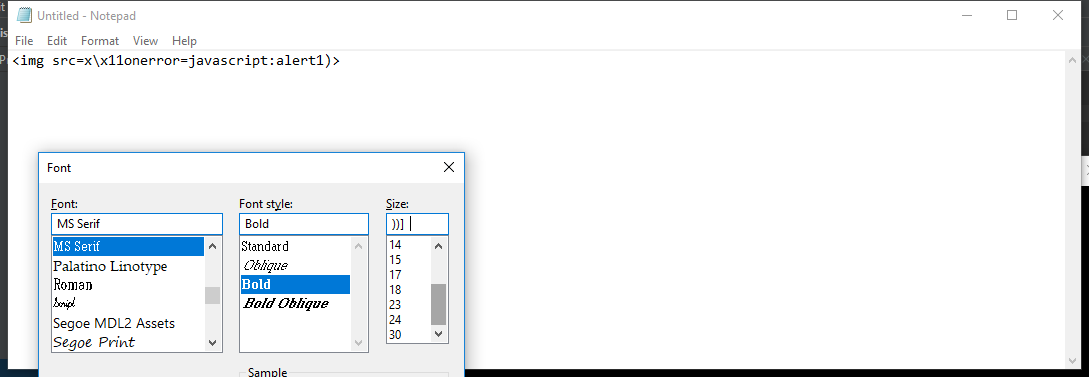 Untitled - Notepad
File Edit Format View Help
<img src=x\x11onerror=javascript:alert1)>
Font
Font: Font style: Size:
MS Serif Bold ))]
MS Serif
Palatino Linotype
Roman
Script
Segoe MDL2 Assets
Segoe Print
Standard
Oblique
Bold
Bold Oblique
14
15
17
18
23
24
30
Sample